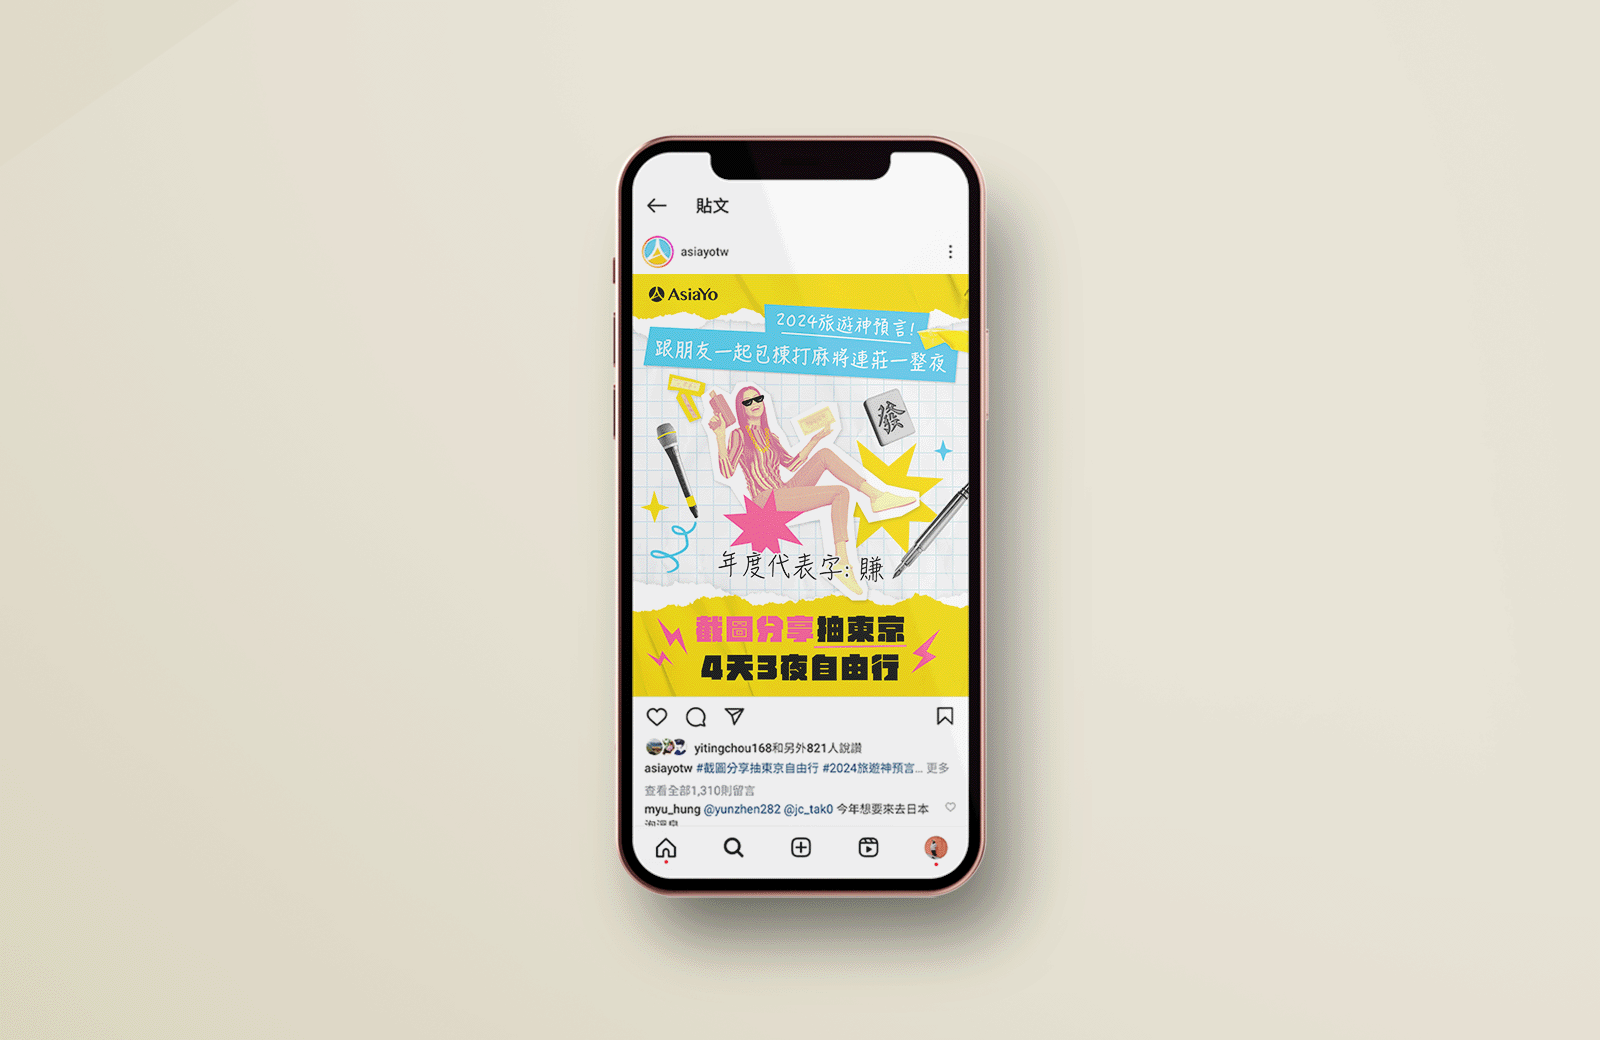 貼文
asiayotw
AsiaYo
2024旅遊神預言!
跟朋友一起包棟打麻將連莊一整夜
發
年度代表字:賺
截圖分享抽東京
4天3夜自由行
yitingchou168和另外821人說讚
asiayotw #截圖分享抽東京自由行 #2024旅遊神預言... 更多
查看全部1,310則留言
myu_hung @yunzhen282 @jc_tak0 今年想要來去日本